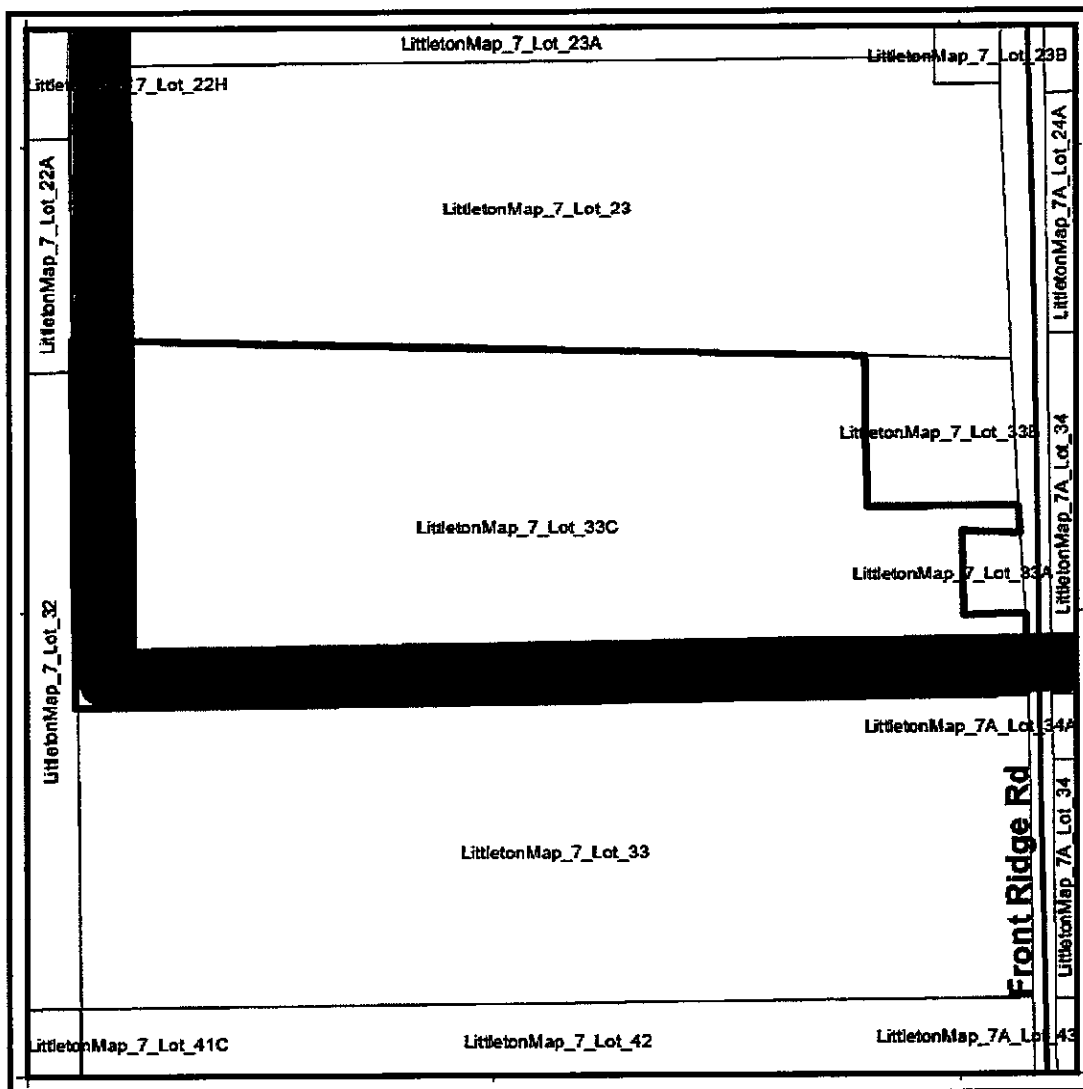 LittletonMap_7_Lot_23A
LittletonMap_7_Lot_23B
7_Lot_22H
LittletonMap_7_Lot_22A
LittletonMap_7A_Lot_24A
LittletonMap_7_Lot_23
LittletonMap_7_Lot_33B
LittletonMap_7A_Lot_34
LittletonMap_7_Lot_33C
LittletonMap_7_Lot_33A
LittletonMap_7_Lot_32
LittletonMap_7A_Lot_34A
Front Ridge Rd
LittletonMap_7A_Lot_34
LittletonMap_7_Lot_33
LittletonMap_7_Lot_41C
LittletonMap_7_Lot_42
LittletonMap_7A_Lot_43